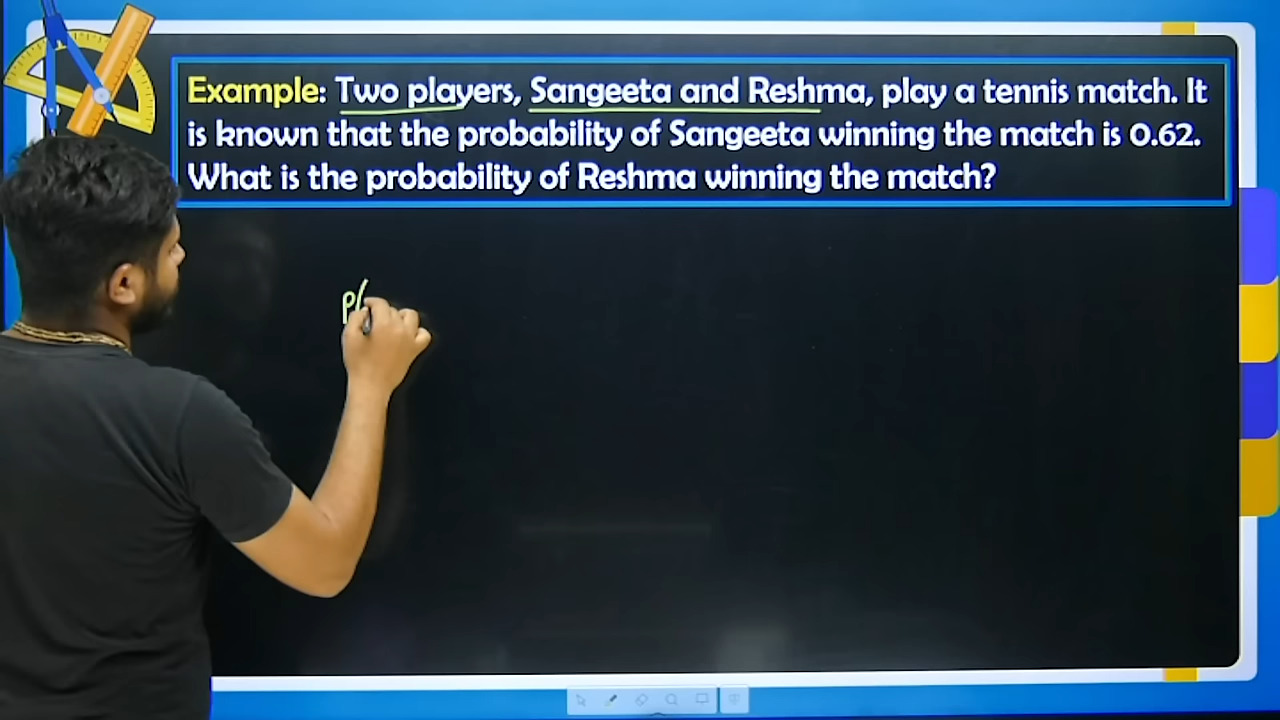 Example: Two players, Sangeeta and Reshma, play a tennis match. It
is known that the probability of Sangeeta winning the match is 0.62.
What is the probability of Reshma winning the match?
P(